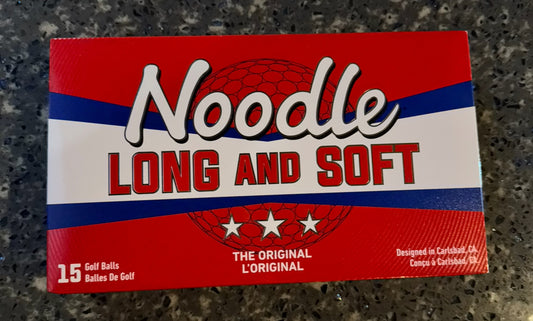 Noodle
LONG AND SOFT
THE ORIGINAL
L'ORIGINAL
15 Golf Balls
Balles De Golf
Designed in Carlsbad, CA
Conçu à Carlsbad, CA